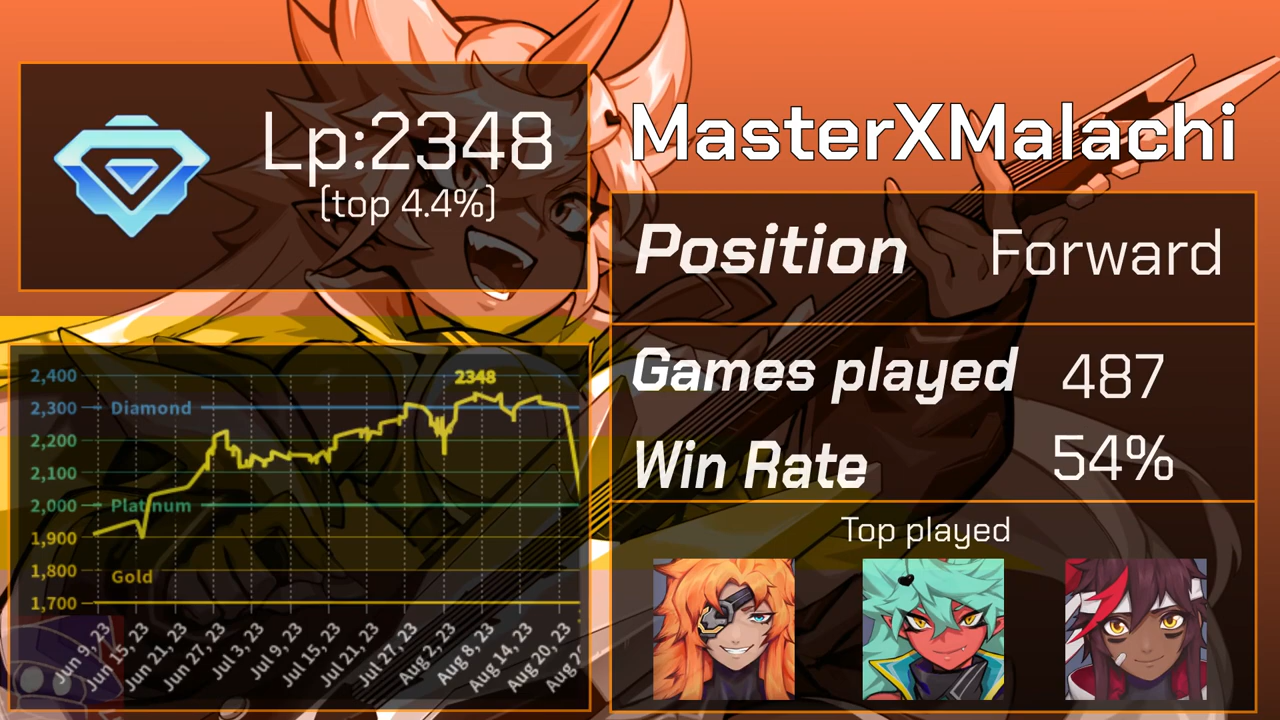 Lp:2348
(top 4.4%)
MasterXMalachi
Position Forward
Games played 487
Win Rate 54%
Top played
2348
2,400
2,300 Diamond
2,200
2,100
2,000 Platinum
1,900
1,800 Gold
1,700
Jun 9, 23
Jun 15, 23
Jun 21, 23
Jun 27, 23
Jul 3, 23
Jul 9, 23
Jul 15, 23
Jul 21, 23
Jul 27, 23
Aug 2, 23
Aug 8, 23
Aug 14, 23
Aug 20, 23
Aug